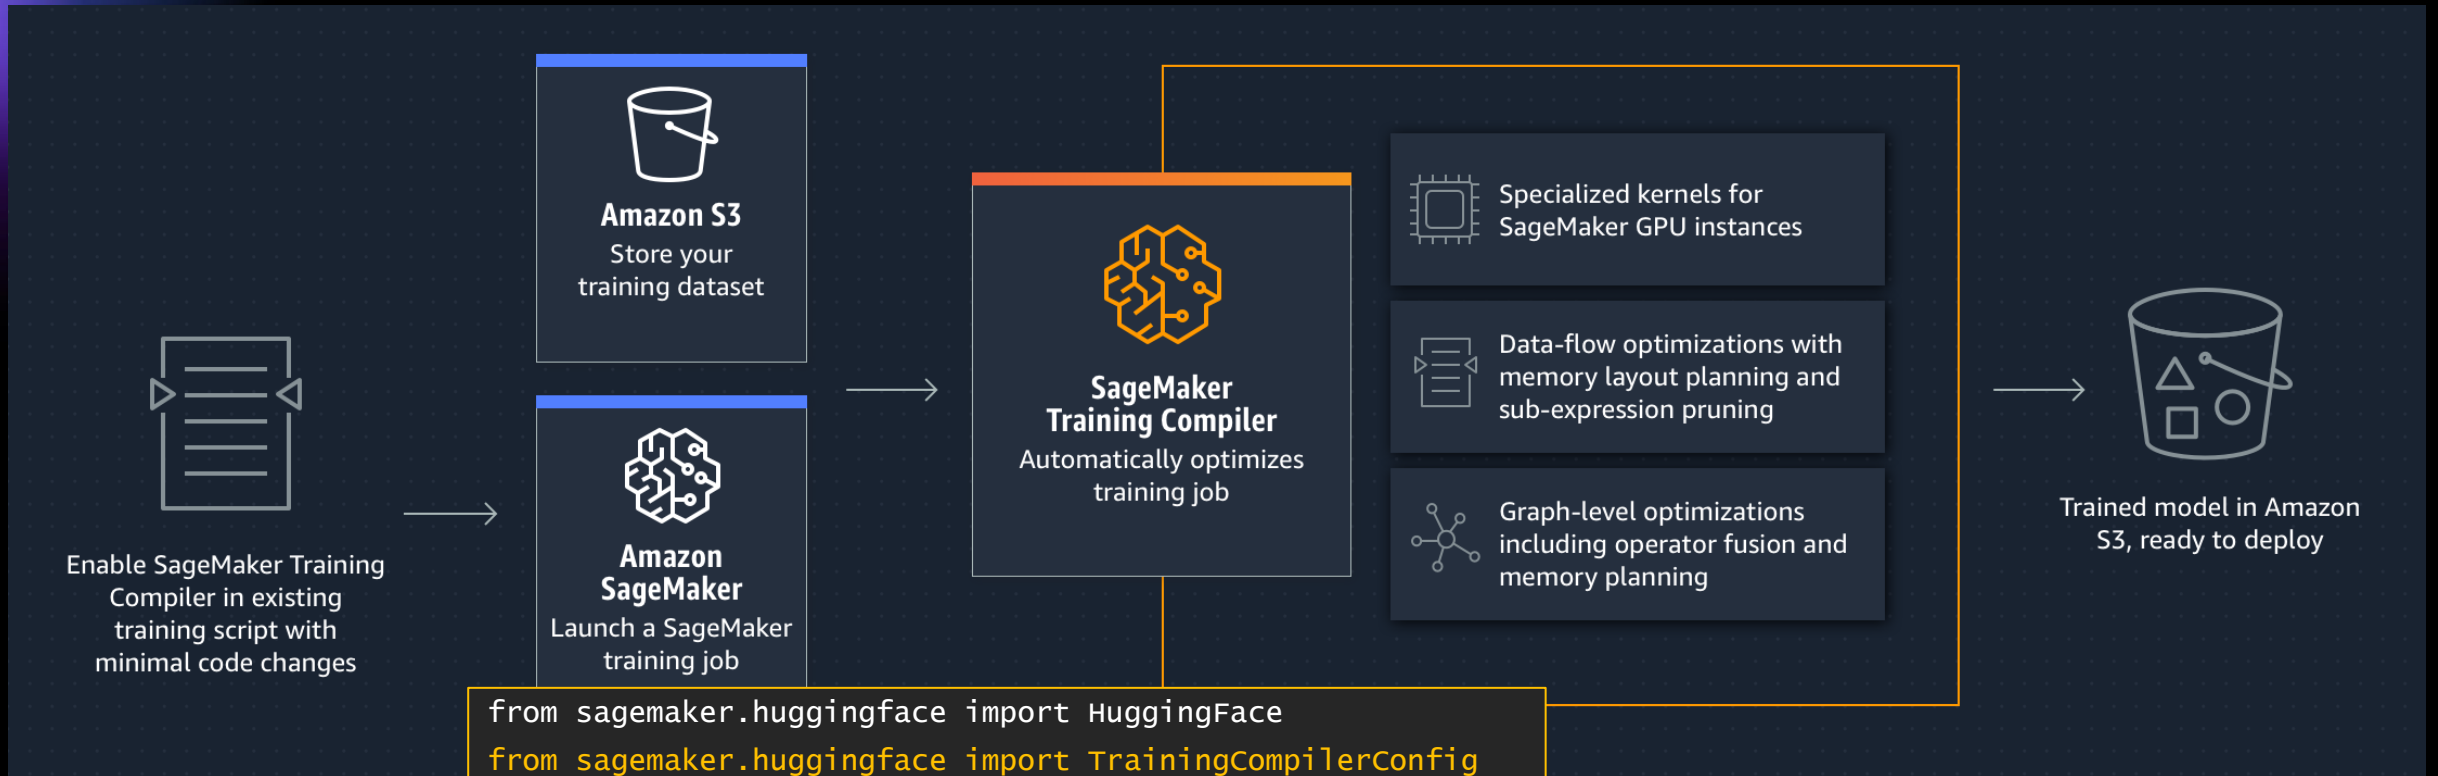 Enable SageMaker Training
Compiler in existing
training script with
minimal code changes
Amazon S3
Store your
training dataset
Amazon
SageMaker
Launch a SageMaker
training job
SageMaker
Training Compiler
Automatically optimizes
training job
Specialized kernels for
SageMaker GPU instances
Data-flow optimizations with
memory layout planning and
sub-expression pruning
Graph-level optimizations
including operator fusion and
memory planning
Trained model in Amazon
S3, ready to deploy
from sagemaker.huggingface import HuggingFace
from sagemaker.huggingface import TrainingCompilerConfig